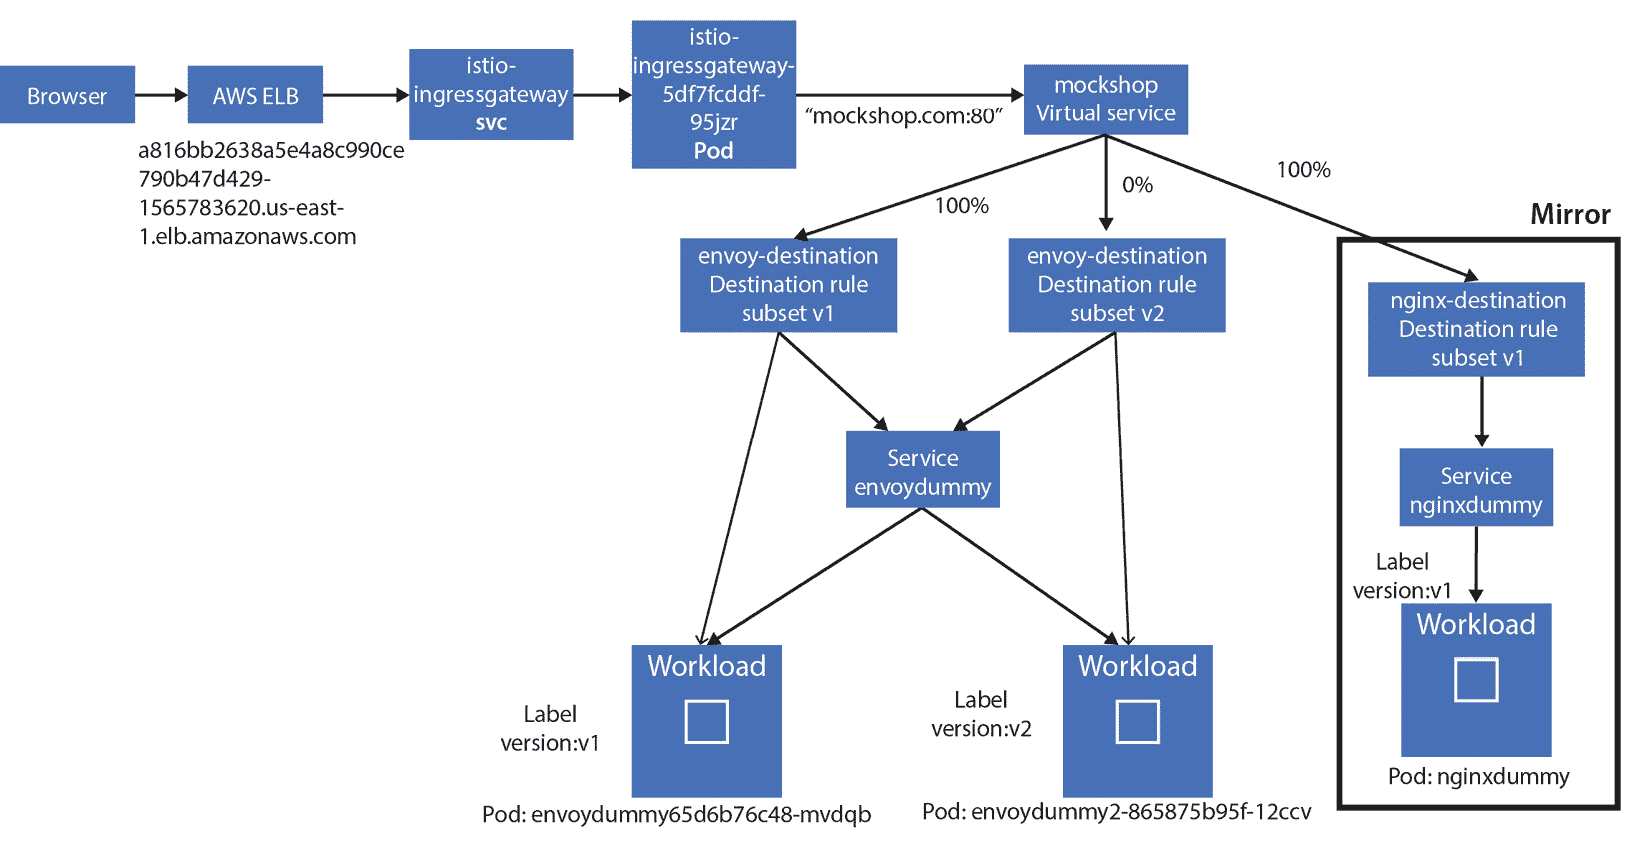 Browser
AWS ELB
a816bb2638a5e4a8c990ce
790b47d429-
1565783620.us-east-
1.elb.amazonaws.com
istio-
ingressgateway
svc
istio-
ingressgateway-
5df7fcddf-
95jzr
Pod
“mockshop.com:80”
mockshop
Virtual service
100%
0%
100%
Mirror
envoy-destination
Destination rule
subset v1
envoy-destination
Destination rule
subset v2
nginx-destination
Destination rule
subset v1
Service
envoydummy
Service
nginxdummy
Label
version:v1
Workload
Pod: nginxdummy
Workload
Label
version:v1
Pod: envoydummy65d6b76c48-mvdqb
Workload
Label
version:v2
Pod: envoydummy2-865875b95f-12ccv